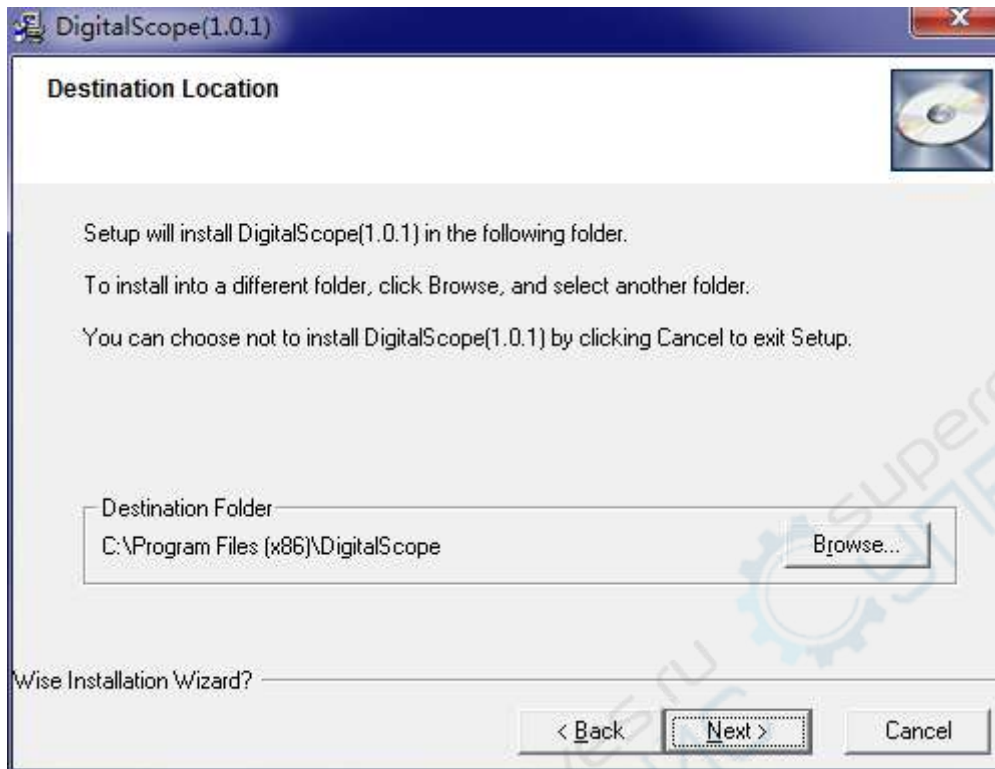 DigitalScope(1.0.1)
X
Destination Location
Setup will install DigitalScope(1.0.1) in the following folder.
To install into a different folder, click Browse, and select another folder.
You can choose not to install DigitalScope(1.0.1) by clicking Cancel to exit Setup.
Destination Folder
C:\Program Files (x86)\DigitalScope
Browse...
Wise Installation Wizard?
< Back
Next >
Cancel